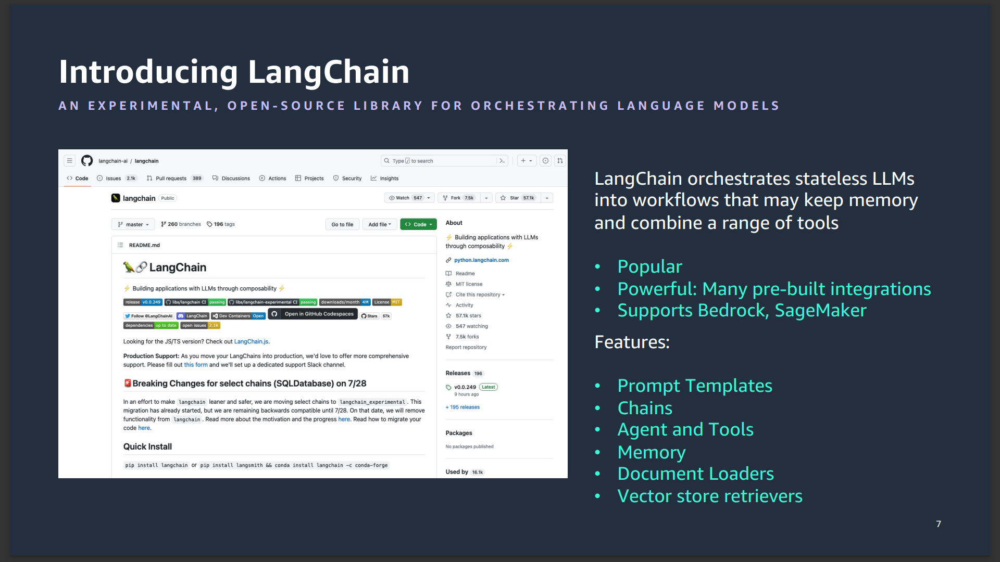 Introducing LangChain
AN EXPERIMENTAL, OPEN-SOURCE LIBRARY FOR ORCHESTRATING LANGUAGE MODELS
langchain-ai / langchain
Type / to search
Code Issues 2.1k Pull requests 389 Discussions Actions Projects Security Insights
langchain Public
Watch 547 Fork 7.5k Star 57.1k
master 260 branches 196 tags
Go to file Add file Code
README.md
🦜🔗 LangChain
⚡ Building applications with LLMs through composability ⚡
release v0.0.249 libs/langchain CI passing libs/langchain-experimental CI passing downloads/month 4M License MIT
Follow @LangChainAI LangChain Dev Containers Open Open in GitHub Codespaces Stars 57k
dependencies up to date open issues 2.1k
Looking for the JS/TS version? Check out LangChain.js.
Production Support: As you move your LangChains into production, we'd love to offer more comprehensive
support. Please fill out this form and we'll set up a dedicated support Slack channel.
🚨Breaking Changes for select chains (SQLDatabase) on 7/28
In an effort to make langchain leaner and safer, we are moving select chains to langchain_experimental. This
migration has already started, but we are remaining backwards compatible until 7/28. On that date, we will remove
functionality from langchain. Read more about the motivation and the progress here. Read how to migrate your
code here.
Quick Install
pip install langchain or pip install langsmith && conda install langchain -c conda-forge
About
⚡ Building applications with LLMs
through composability ⚡
python.langchain.com
Readme
MIT license
Cite this repository
Activity
57.1k stars
547 watching
7.5k forks
Report repository
Releases 196
v0.0.249 Latest
9 hours ago
+ 195 releases
Packages
No packages published
Used by 16.1k
LangChain orchestrates stateless LLMs
into workflows that may keep memory
and combine a range of tools
• Popular
• Powerful: Many pre-built integrations
• Supports Bedrock, SageMaker
Features:
• Prompt Templates
• Chains
• Agent and Tools
• Memory
• Document Loaders
• Vector store retrievers
7